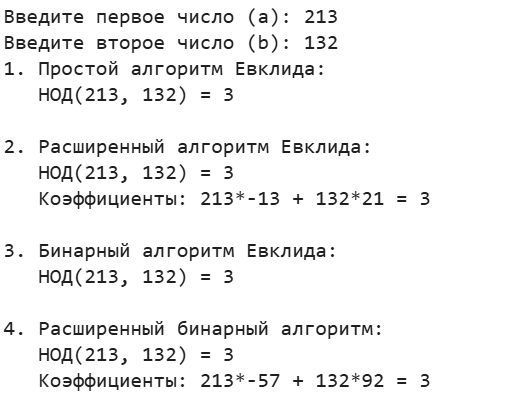 Введите первое число (a): 213
Введите второе число (b): 132
1. Простой алгоритм Евклида:
НОД(213, 132) = 3
2. Расширенный алгоритм Евклида:
НОД(213, 132) = 3
Коэффициенты: 213*-13 + 132*21 = 3
3. Бинарный алгоритм Евклида:
НОД(213, 132) = 3
4. Расширенный бинарный алгоритм:
НОД(213, 132) = 3
Коэффициенты: 213*-57 + 132*92 = 3